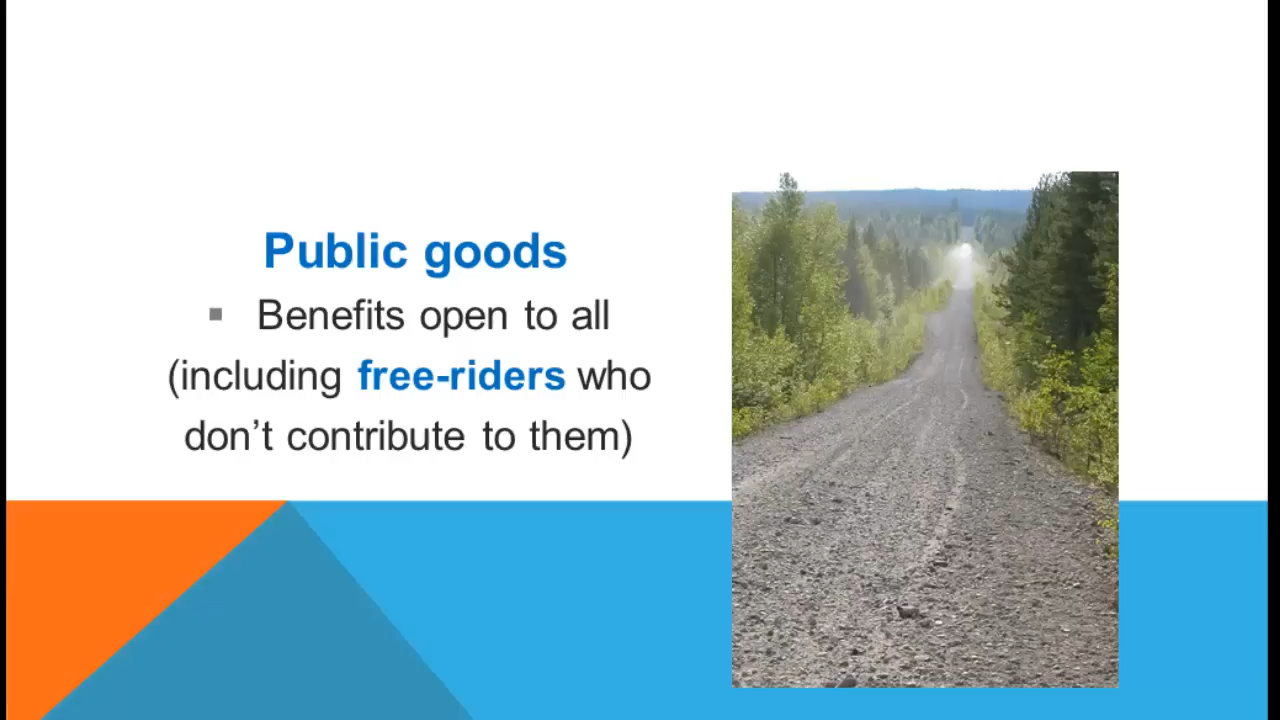 Public goods
▪ Benefits open to all
(including free-riders who
don’t contribute to them)